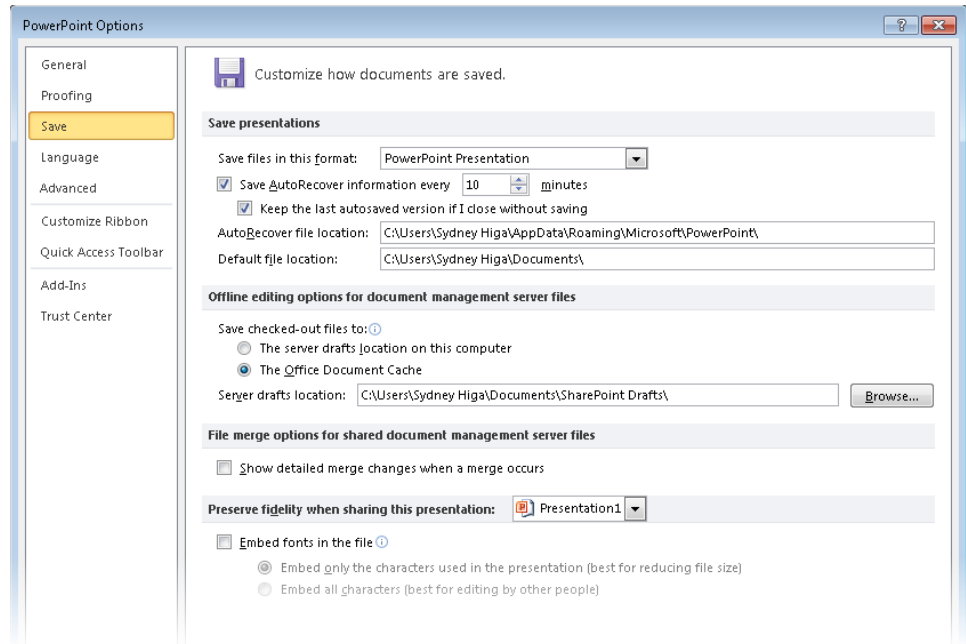 PowerPoint Options
General
Proofing
Save
Language
Advanced
Customize Ribbon
Quick Access Toolbar
Add-Ins
Trust Center
Customize how documents are saved.
Save presentations
Save files in this format: PowerPoint Presentation
Save AutoRecover information every 10 minutes
Keep the last autosaved version if I close without saving
AutoRecover file location: C:\Users\Sydney Higa\AppData\Roaming\Microsoft\PowerPoint\
Default file location: C:\Users\Sydney Higa\Documents\
Offline editing options for document management server files
Save checked-out files to:
The server drafts location on this computer
The Office Document Cache
Server drafts location: C:\Users\Sydney Higa\Documents\SharePoint Drafts\ Browse...
File merge options for shared document management server files
Show detailed merge changes when a merge occurs
Preserve fidelity when sharing this presentation: Presentation1
Embed fonts in the file
Embed only the characters used in the presentation (best for reducing file size)
Embed all characters (best for editing by other people)